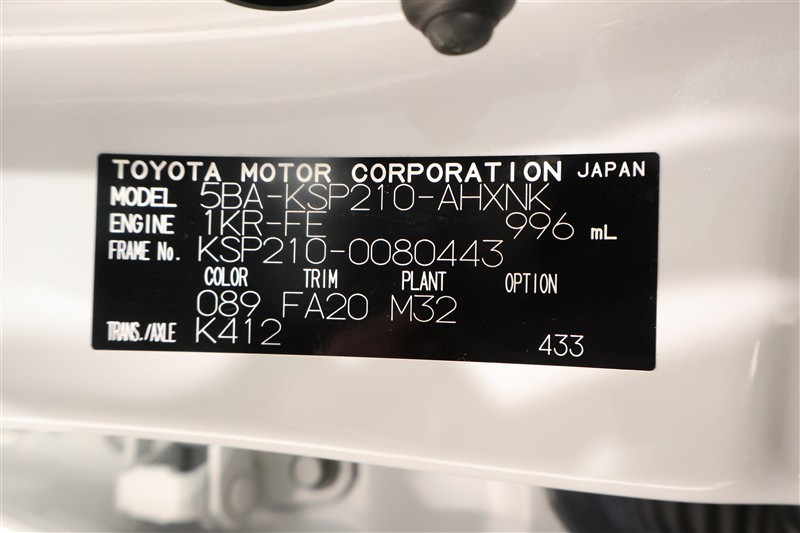 TOYOTA MOTOR CORPORATION JAPAN
MODEL 5BA-KSP210-AHXNK
ENGINE 1KR-FE 996 mL
FRAME No. KSP210-0080443
COLOR TRIM PLANT OPTION
089 FA20 M32
TRANS./AXLE K412 433